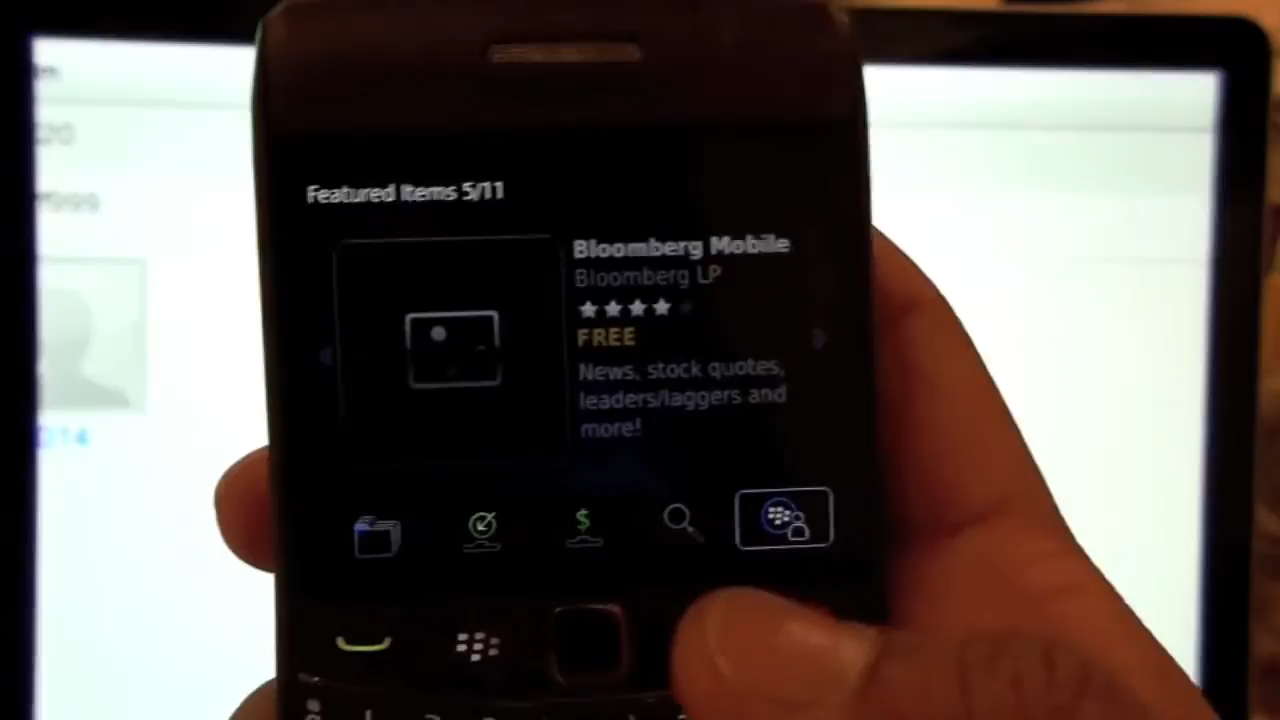 Featured Items 5/11
Bloomberg Mobile
Bloomberg LP
FREE
News, stock quotes,
leaders/laggers and
more!
$